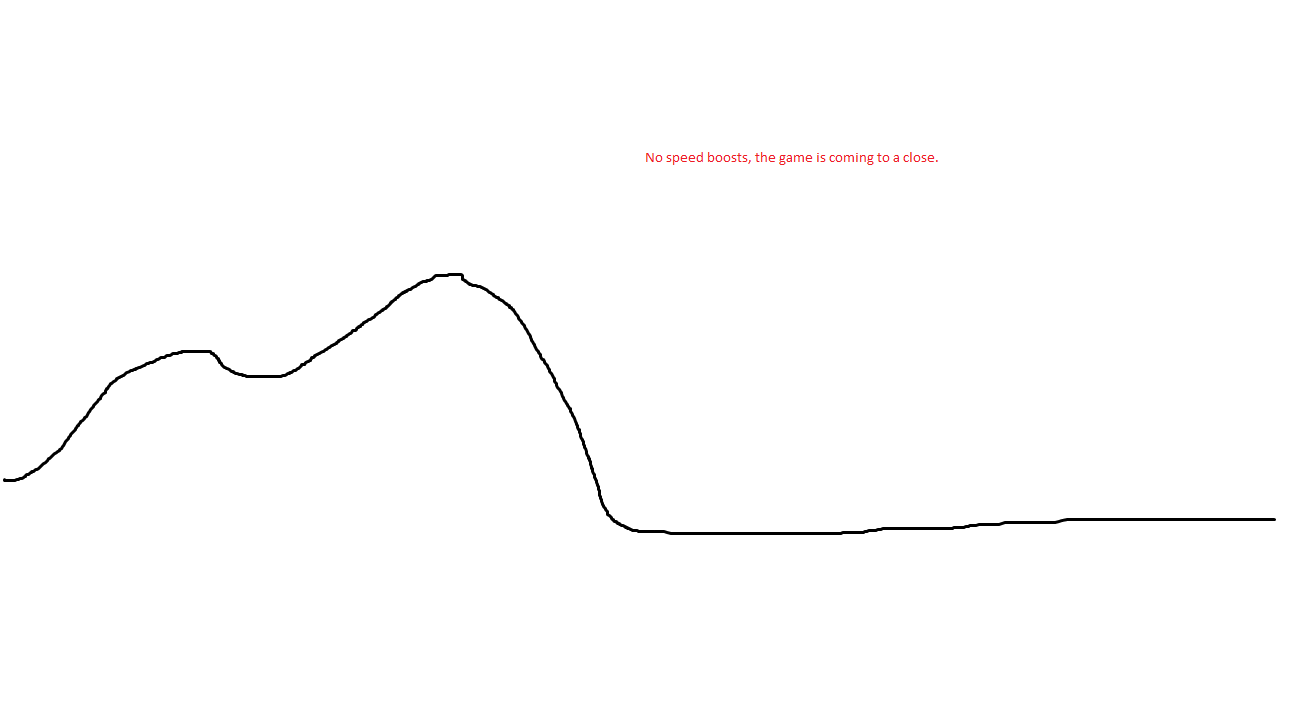 No speed boosts, the game is coming to a close.